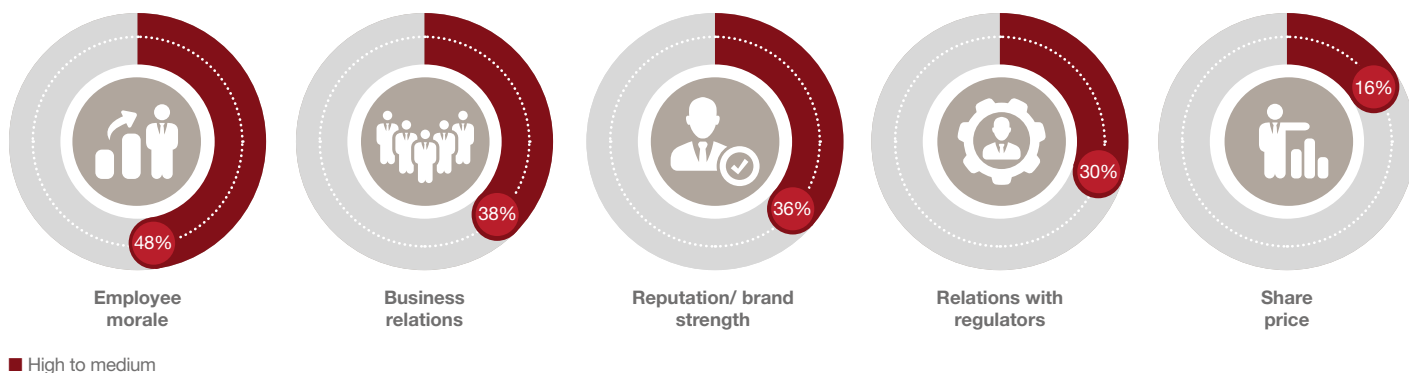 48%
38%
36%
30%
16%
Employee
morale
Business
relations
Reputation/ brand
strength
Relations with
regulators
Share
price
High to medium